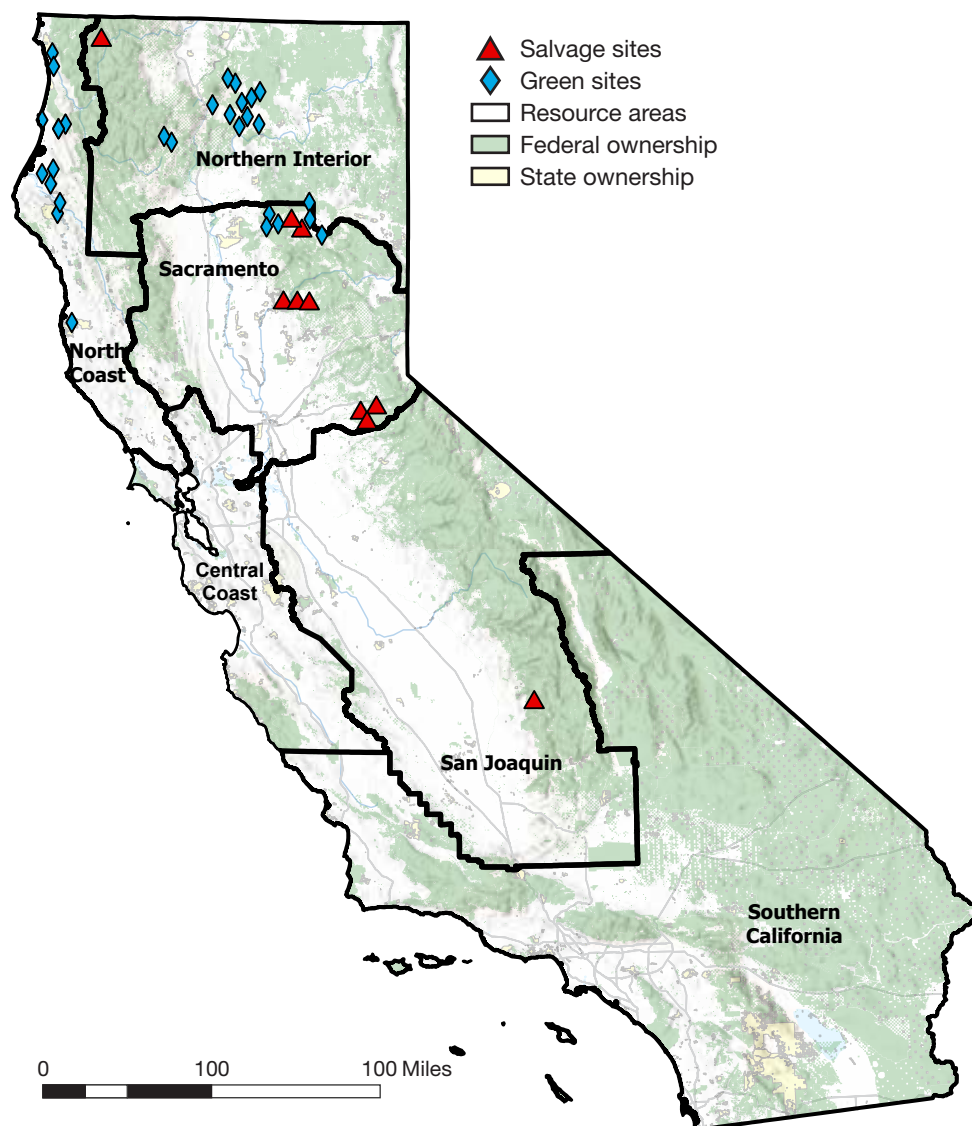 Salvage sites
Green sites
Resource areas
Federal ownership
State ownership
Northern Interior
Sacramento
North
Coast
Central
Coast
San Joaquin
Southern
California
0 100 100 Miles